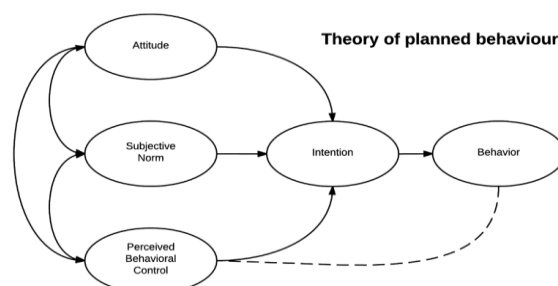 Theory of planned behaviour
Attitude
Subjective
Norm
Intention
Behavior
Perceived
Behavioral
Control